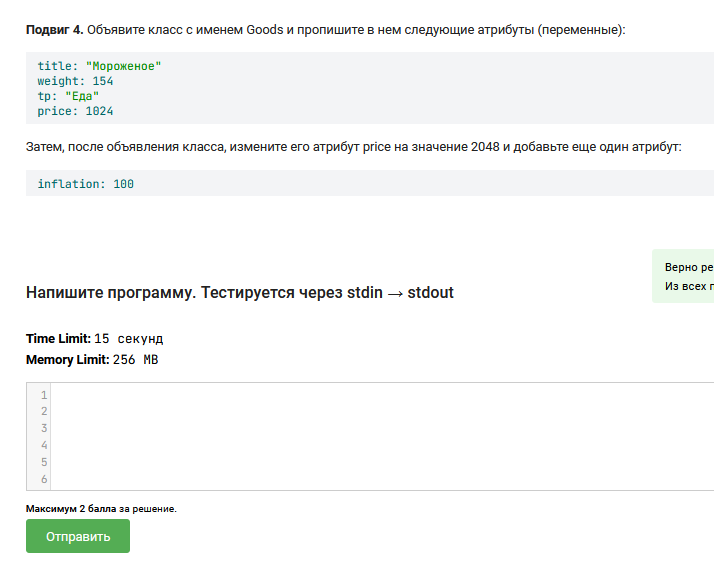 Подвиг 4. Объявите класс с именем Goods и пропишите в нем следующие атрибуты (переменные):
title: "Мороженое"
weight: 154
tp: "Еда"
price: 1024
Затем, после объявления класса, измените его атрибут price на значение 2048 и добавьте еще один атрибут:
inflation: 100
Верно ре
Из всех п
Напишите программу. Тестируется через stdin → stdout
Time Limit: 15 секунд
Memory Limit: 256 MB
1
2
3
4
5
6
Максимум 2 балла за решение.
Отправить